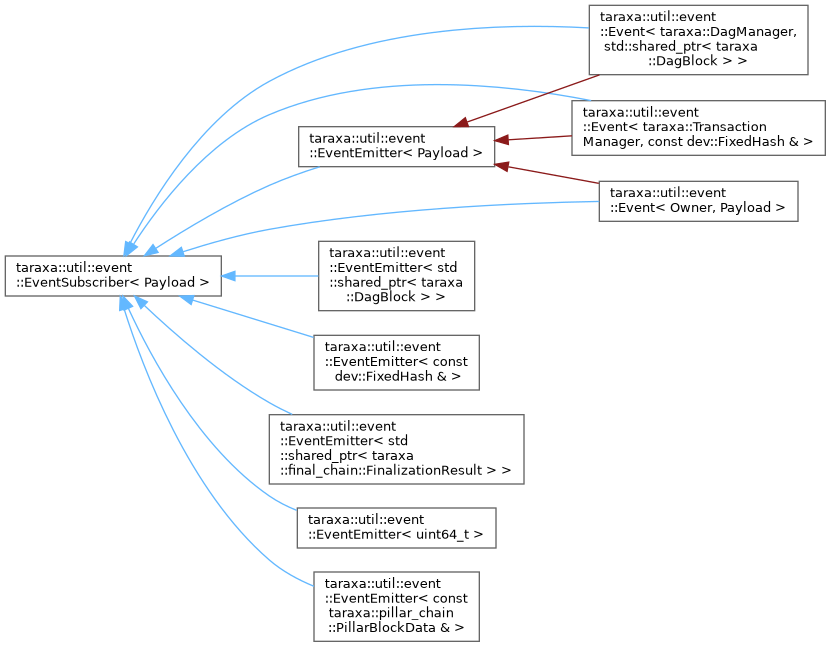 taraxa::util::event
::Event< taraxa::DagManager,
std::shared_ptr< taraxa
::DagBlock > >
taraxa::util::event
::Event< taraxa::Transaction
Manager, const dev::FixedHash & >
taraxa::util::event
::EventEmitter< Payload >
taraxa::util::event
::Event< Owner, Payload >
taraxa::util::event
::EventSubscriber< Payload >
taraxa::util::event
::EventEmitter< std
::shared_ptr< taraxa
::DagBlock > >
taraxa::util::event
::EventEmitter< const
dev::FixedHash & >
taraxa::util::event
::EventEmitter< std
::shared_ptr< taraxa
::final_chain::FinalizationResult > >
taraxa::util::event
::EventEmitter< uint64_t >
taraxa::util::event
::EventEmitter< const
taraxa::pillar_chain
::PillarBlockData & >